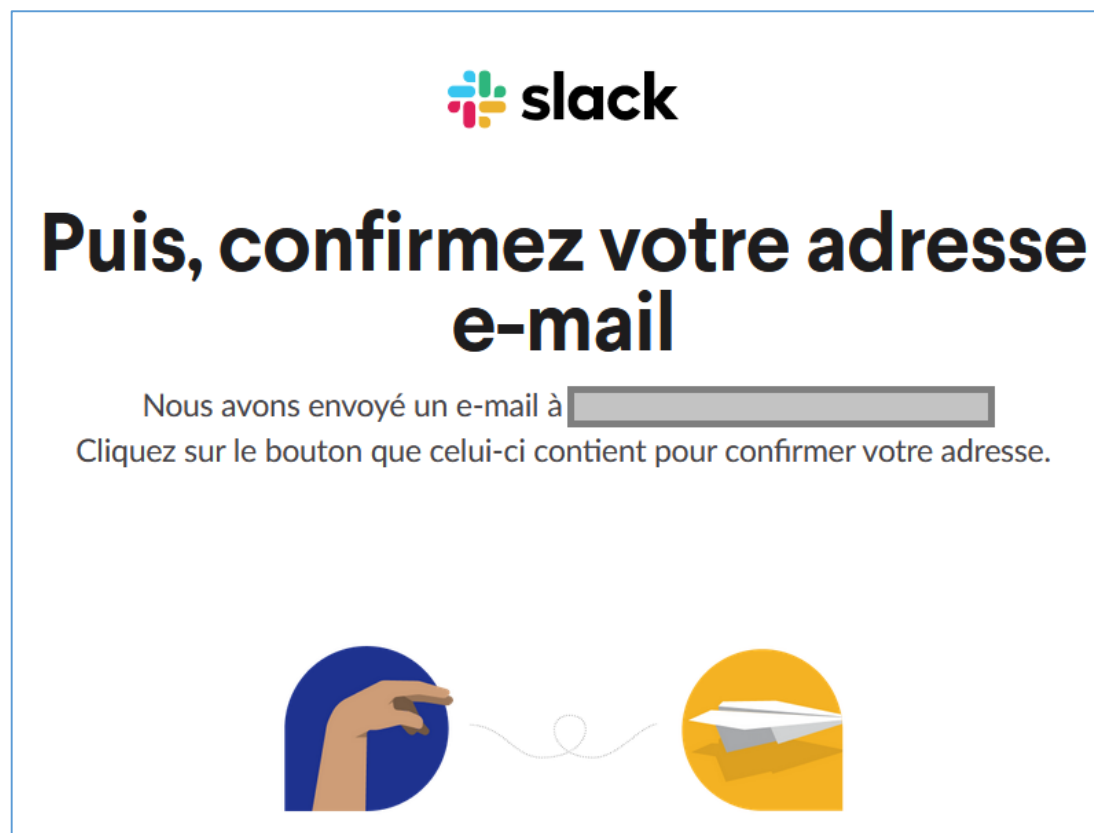 slack
Puis, confirmez votre adresse
e-mail
Nous avons envoyé un e-mail à
Cliquez sur le bouton que celui-ci contient pour confirmer votre adresse.